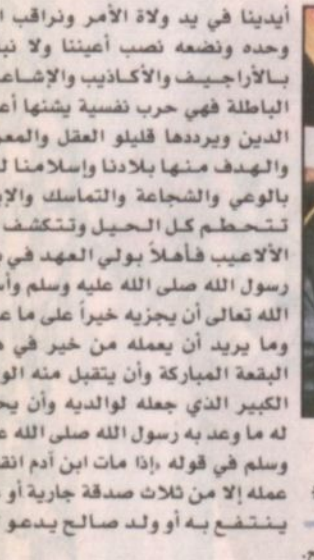 أيدينا في يد ولاة الأمر ونراقب
وحده ونضعه نصب أعيننا ولا
بالأراجيف والأكاذيب
الباطلة فهي حرب نفسية يشنها
الدين ويرددها قليلو العقل
والهدف منها بلادنا وإسلامنا
بالوعي والشجاعة والتماسك
تتحطم كل الحيل وتتكشف
الألاعيب فأهلاً بولي العهد في
رسول الله صلى الله عليه وسلم
الله تعالى أن يجزيه خيراً على ما
وما يريد أن يعمله من خير في
البقعة المباركة وأن يتقبل منه
الكبير الذي جعله لوالديه وأن
له ما وعد به رسول الله صلى الله
وسلم في قوله «إذا مات ابن آدم
عمله إلا من ثلاث صدقة جارية أو
ينتفع به أو ولد صالح يدعو